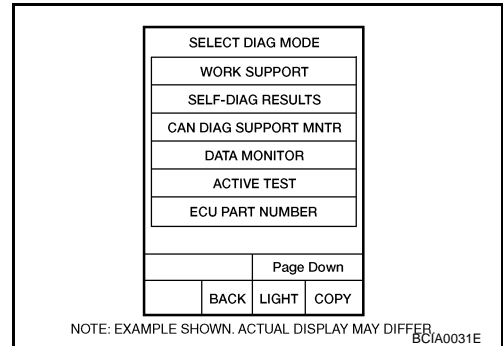 SELECT DIAG MODE
WORK SUPPORT
SELF-DIAG RESULTS
CAN DIAG SUPPORT MNTR
DATA MONITOR
ACTIVE TEST
ECU PART NUMBER
Page Down
BACK LIGHT COPY
NOTE: EXAMPLE SHOWN. ACTUAL DISPLAY MAY DIFFER.
BCIA0031E